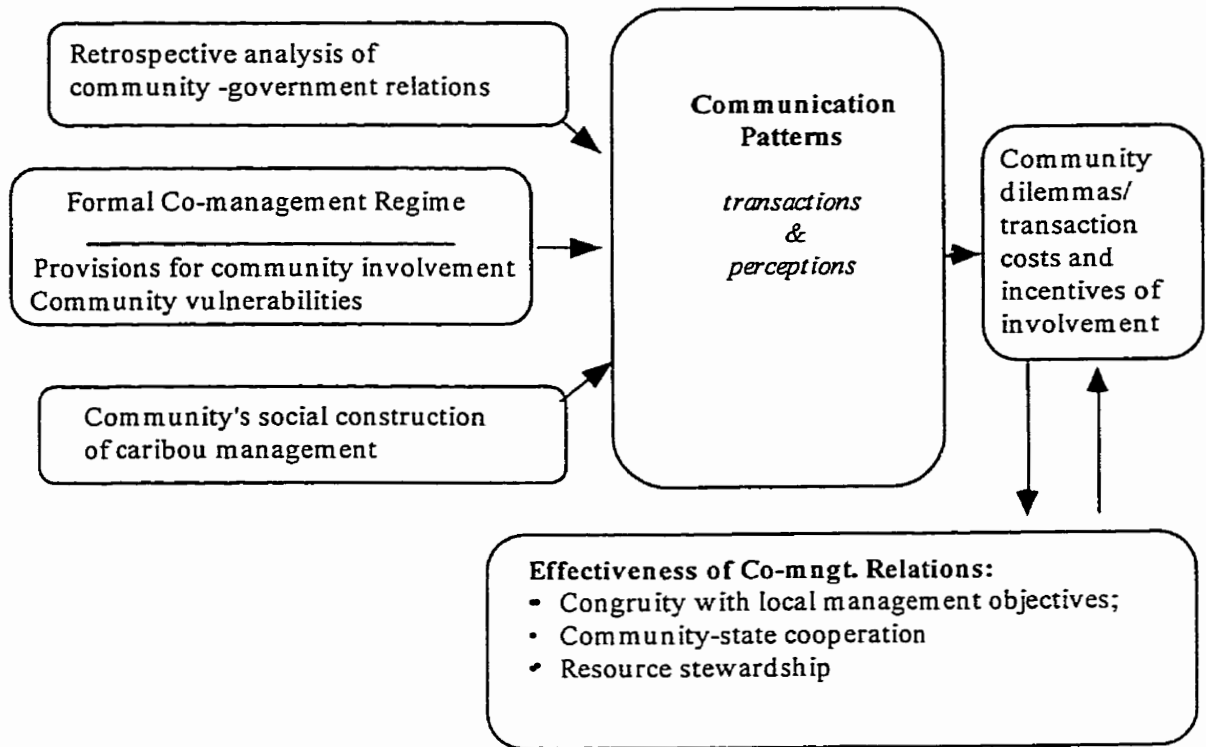 Retrospective analysis of
community -government relations
Formal Co-management Regime
Provisions for community involvement
Community vulnerabilities
Community's social construction
of caribou management
Communication
Patterns
transactions
&
perceptions
Community
dilemmas/
transaction
costs and
incentives of
involvement
Effectiveness of Co-mngt. Relations:
• Congruity with local management objectives;
• Community-state cooperation
• Resource stewardship